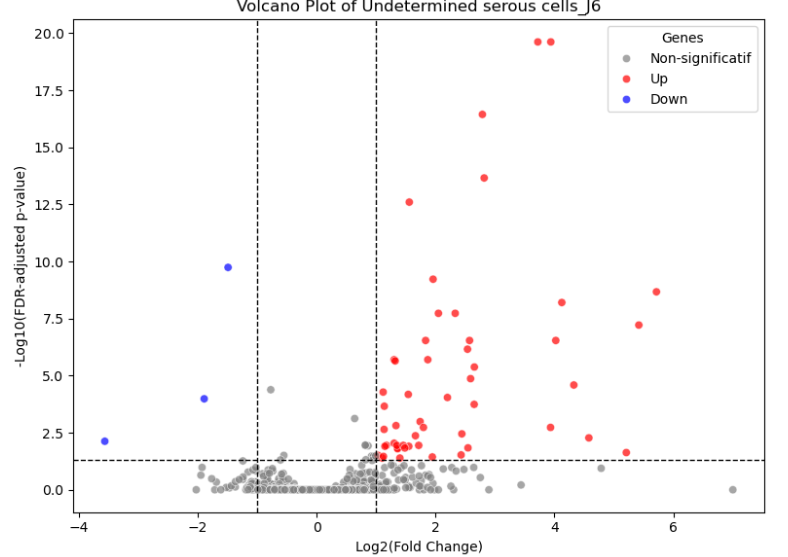 Volcano Plot of Undetermined serous cells_J6
Genes
Non-significatif
Up
Down
-Log10(FDR-adjusted p-value)
20.0
17.5
15.0
12.5
10.0
7.5
5.0
2.5
0.0
−4
−2
0
2
4
6
Log2(Fold Change)